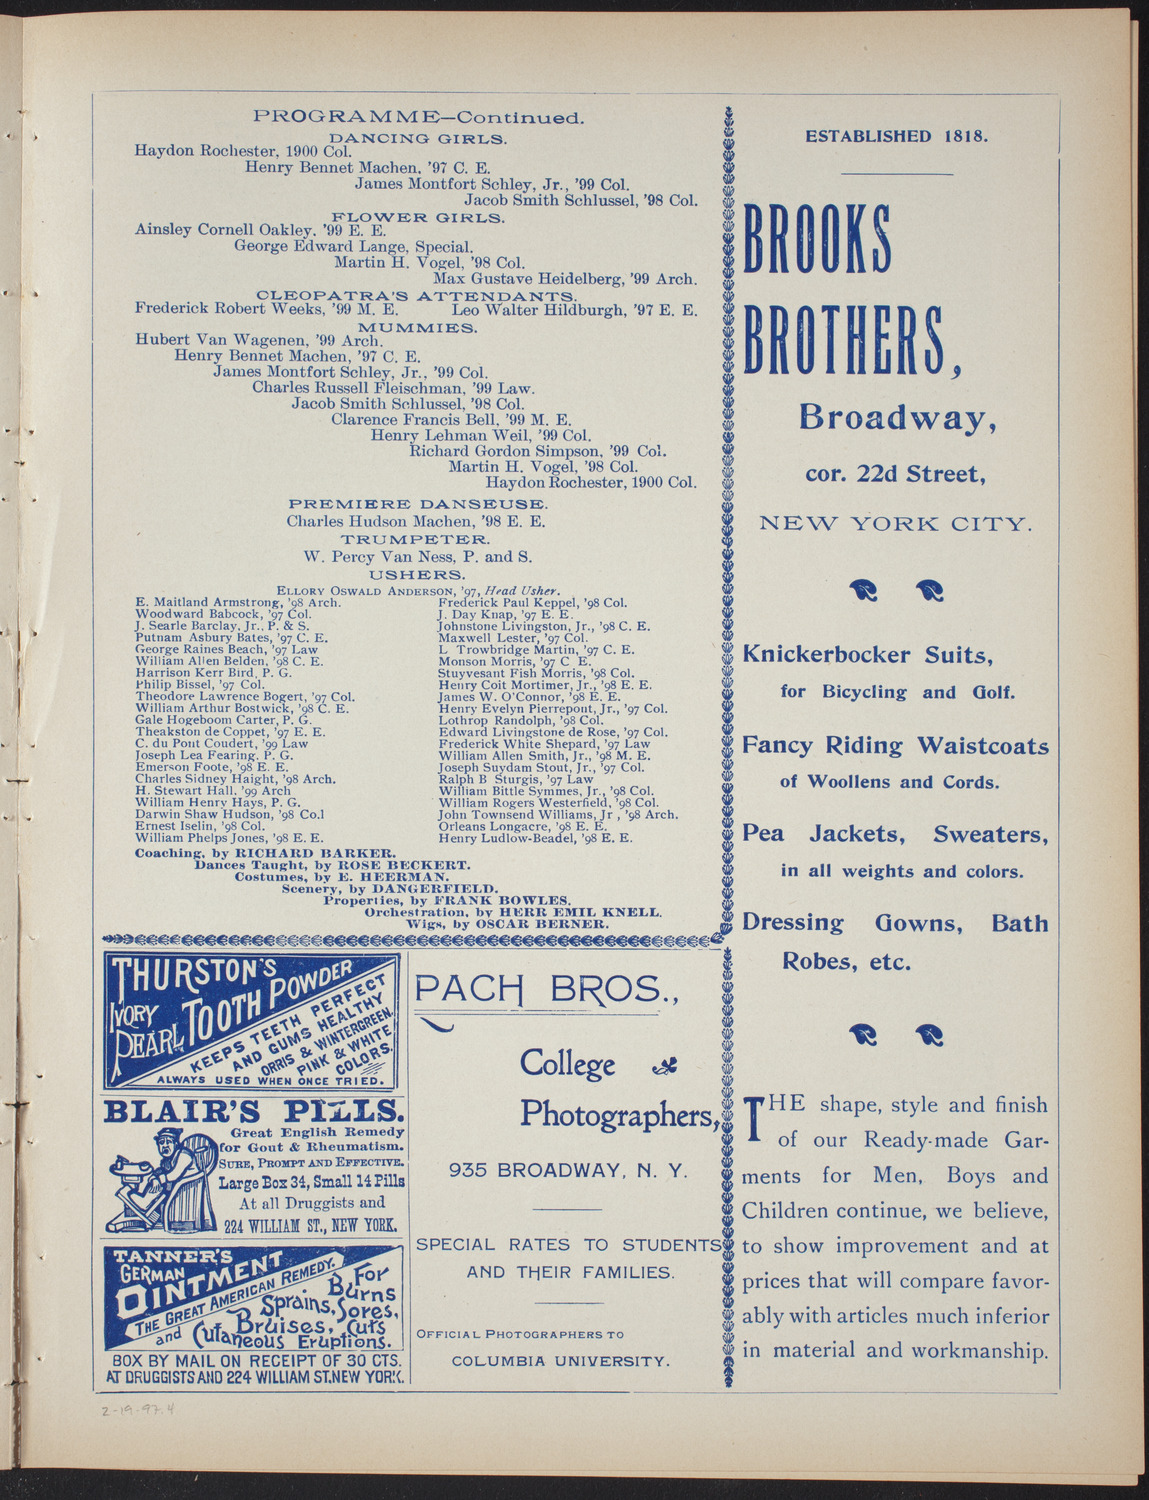 PROGRAMME—Continued.
DANCING GIRLS.
Haydon Rochester, 1900 Col.
Henry Bennet Machen, '97 C. E.
James Montfort Schley, Jr., '99 Col.
Jacob Smith Schlussel, '98 Col.
FLOWER GIRLS.
Ainsley Cornell Oakley, '99 E. E.
George Edward Lange, Special.
Martin H. Vogel, '98 Col.
Max Gustave Heidelberg, '99 Arch.
CLEOPATRA'S ATTENDANTS.
Frederick Robert Weeks, '99 M. E. Leo Walter Hildburgh, '97 E. E.
MUMMIES.
Hubert Van Wagenen, '99 Arch.
Henry Bennet Machen, '97 C. E.
James Montfort Schley, Jr., '99 Col.
Charles Russell Fleischman, '99 Law.
Jacob Smith Schlussel, '98 Col.
Clarence Francis Bell, '99 M. E.
Henry Lehman Weil, '99 Col.
Richard Gordon Simpson, '99 Col.
Martin H. Vogel, '98 Col.
Haydon Rochester, 1900 Col.
PREMIERE DANSEUSE.
Charles Hudson Machen, '98 E. E.
TRUMPETER.
W. Percy Van Ness, P. and S.
USHERS.
ELLORY OSWALD ANDERSON, '97, Head Usher.
E. Maitland Armstrong, '98 Arch.
Woodward Babcock, '97 Col.
J. Searle Barclay, Jr., P. & S.
Putnam Asbury Bates, '97 C. E.
George Raines Beach, '97 Law
William Allen Belden, '98 C. E.
Harrison Kerr Bird, P. G.
Philip Bissel, '97 Col.
Theodore Lawrence Bogert, '97 Col.
William Arthur Bostwick, '98 C. E.
Gale Hogeboom Carter, P. G.
Theakston de Coppet, '97 E. E.
C. du Pont Coudert, '99 Law
Joseph Lea Fearing, P. G.
Emerson Foote, '98 E. E.
Charles Sidney Haight, '98 Arch.
H. Stewart Hall, '99 Arch
William Henry Hays, P. G.
Darwin Shaw Hudson, '98 Co.l
Ernest Iselin, '98 Col.
William Phelps Jones, '98 E. E.
Frederick Paul Keppel, '98 Col.
J. Day Knap, '97 E. E.
Johnstone Livingston, Jr., '98 C. E.
Maxwell Lester, '97 Col.
L Trowbridge Martin, '97 C. E.
Monson Morris, '97 C E.
Stuyvesant Fish Morris, '98 Col.
Henry Coit Mortimer, Jr., '98 E. E.
James W. O'Connor, '98 E. E.
Henry Evelyn Pierrepont, Jr., '97 Col.
Lothrop Randolph, '98 Col.
Edward Livingstone de Rose, '97 Col.
Frederick White Shepard, '97 Law
William Allen Smith, Jr., '98 M. E.
Joseph Suydam Stout, Jr., '97 Col.
Ralph B Sturgis, '97 Law
William Bittle Symmes, Jr., '98 Col.
William Rogers Westerfield, '98 Col.
John Townsend Williams, Jr , '98 Arch.
Orleans Longacre, '98 E. E.
Henry Ludlow-Beadel, '98 E. E.
Coaching, by RICHARD BARKER.
Dances Taught, by ROSE BECKERT.
Costumes, by E. HEERMAN.
Scenery, by DANGERFIELD.
Properties, by FRANK BOWLES.
Orchestration, by HERR EMIL KNELL.
Wigs, by OSCAR BERNER.
THURSTON'S
IVORY
PEARL TOOTH POWDER
KEEPS TEETH PERFECT
AND GUMS HEALTHY
ORRIS & WINTERGREEN.
PINK & WHITE
COLORS.
ALWAYS USED WHEN ONCE TRIED.
BLAIR'S PILLS.
Great English Remedy
for Gout & Rheumatism.
SURE, PROMPT AND EFFECTIVE.
Large Box 34, Small 14 Pills
At all Druggists and
224 WILLIAM ST., NEW YORK.
TANNER'S
GERMAN
OINTMENT
THE GREAT AMERICAN REMEDY.
For
Burns
Sprains, Sores,
Bruises, Cuts
and Cutaneous Eruptions.
BOX BY MAIL ON RECEIPT OF 30 CTS.
AT DRUGGISTS AND 224 WILLIAM ST. NEW YORK.
PACH BROS.,
College
Photographers,
935 BROADWAY, N. Y.
SPECIAL RATES TO STUDENTS
AND THEIR FAMILIES.
OFFICIAL PHOTOGRAPHERS TO
COLUMBIA UNIVERSITY.
ESTABLISHED 1818.
BROOKS
BROTHERS,
Broadway,
cor. 22d Street,
NEW YORK CITY.
Knickerbocker Suits,
for Bicycling and Golf.
Fancy Riding Waistcoats
of Woollens and Cords.
Pea Jackets, Sweaters,
in all weights and colors.
Dressing Gowns, Bath
Robes, etc.
THE shape, style and finish
of our Ready-made Gar-
ments for Men, Boys and
Children continue, we believe,
to show improvement and at
prices that will compare favor-
ably with articles much inferior
in material and workmanship.
2-19-97.4